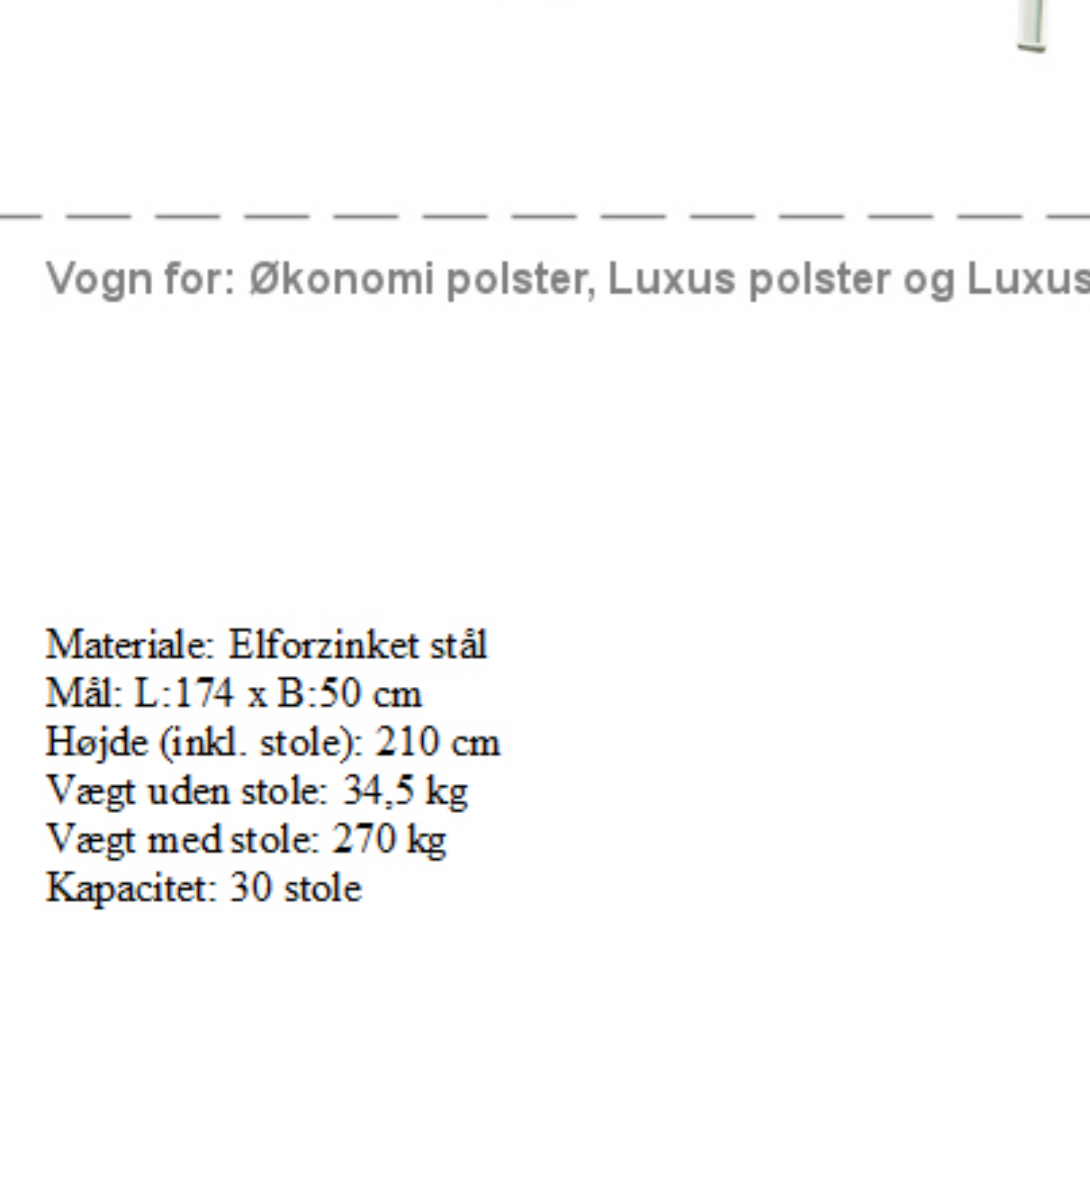 Vogn for: Økonomi polster, Luxus polster og Luxus
Materiale: Elforzinket stål
Mål: L:174 x B:50 cm
Højde (inkl. stole): 210 cm
Vægt uden stole: 34,5 kg
Vægt med stole: 270 kg
Kapacitet: 30 stole